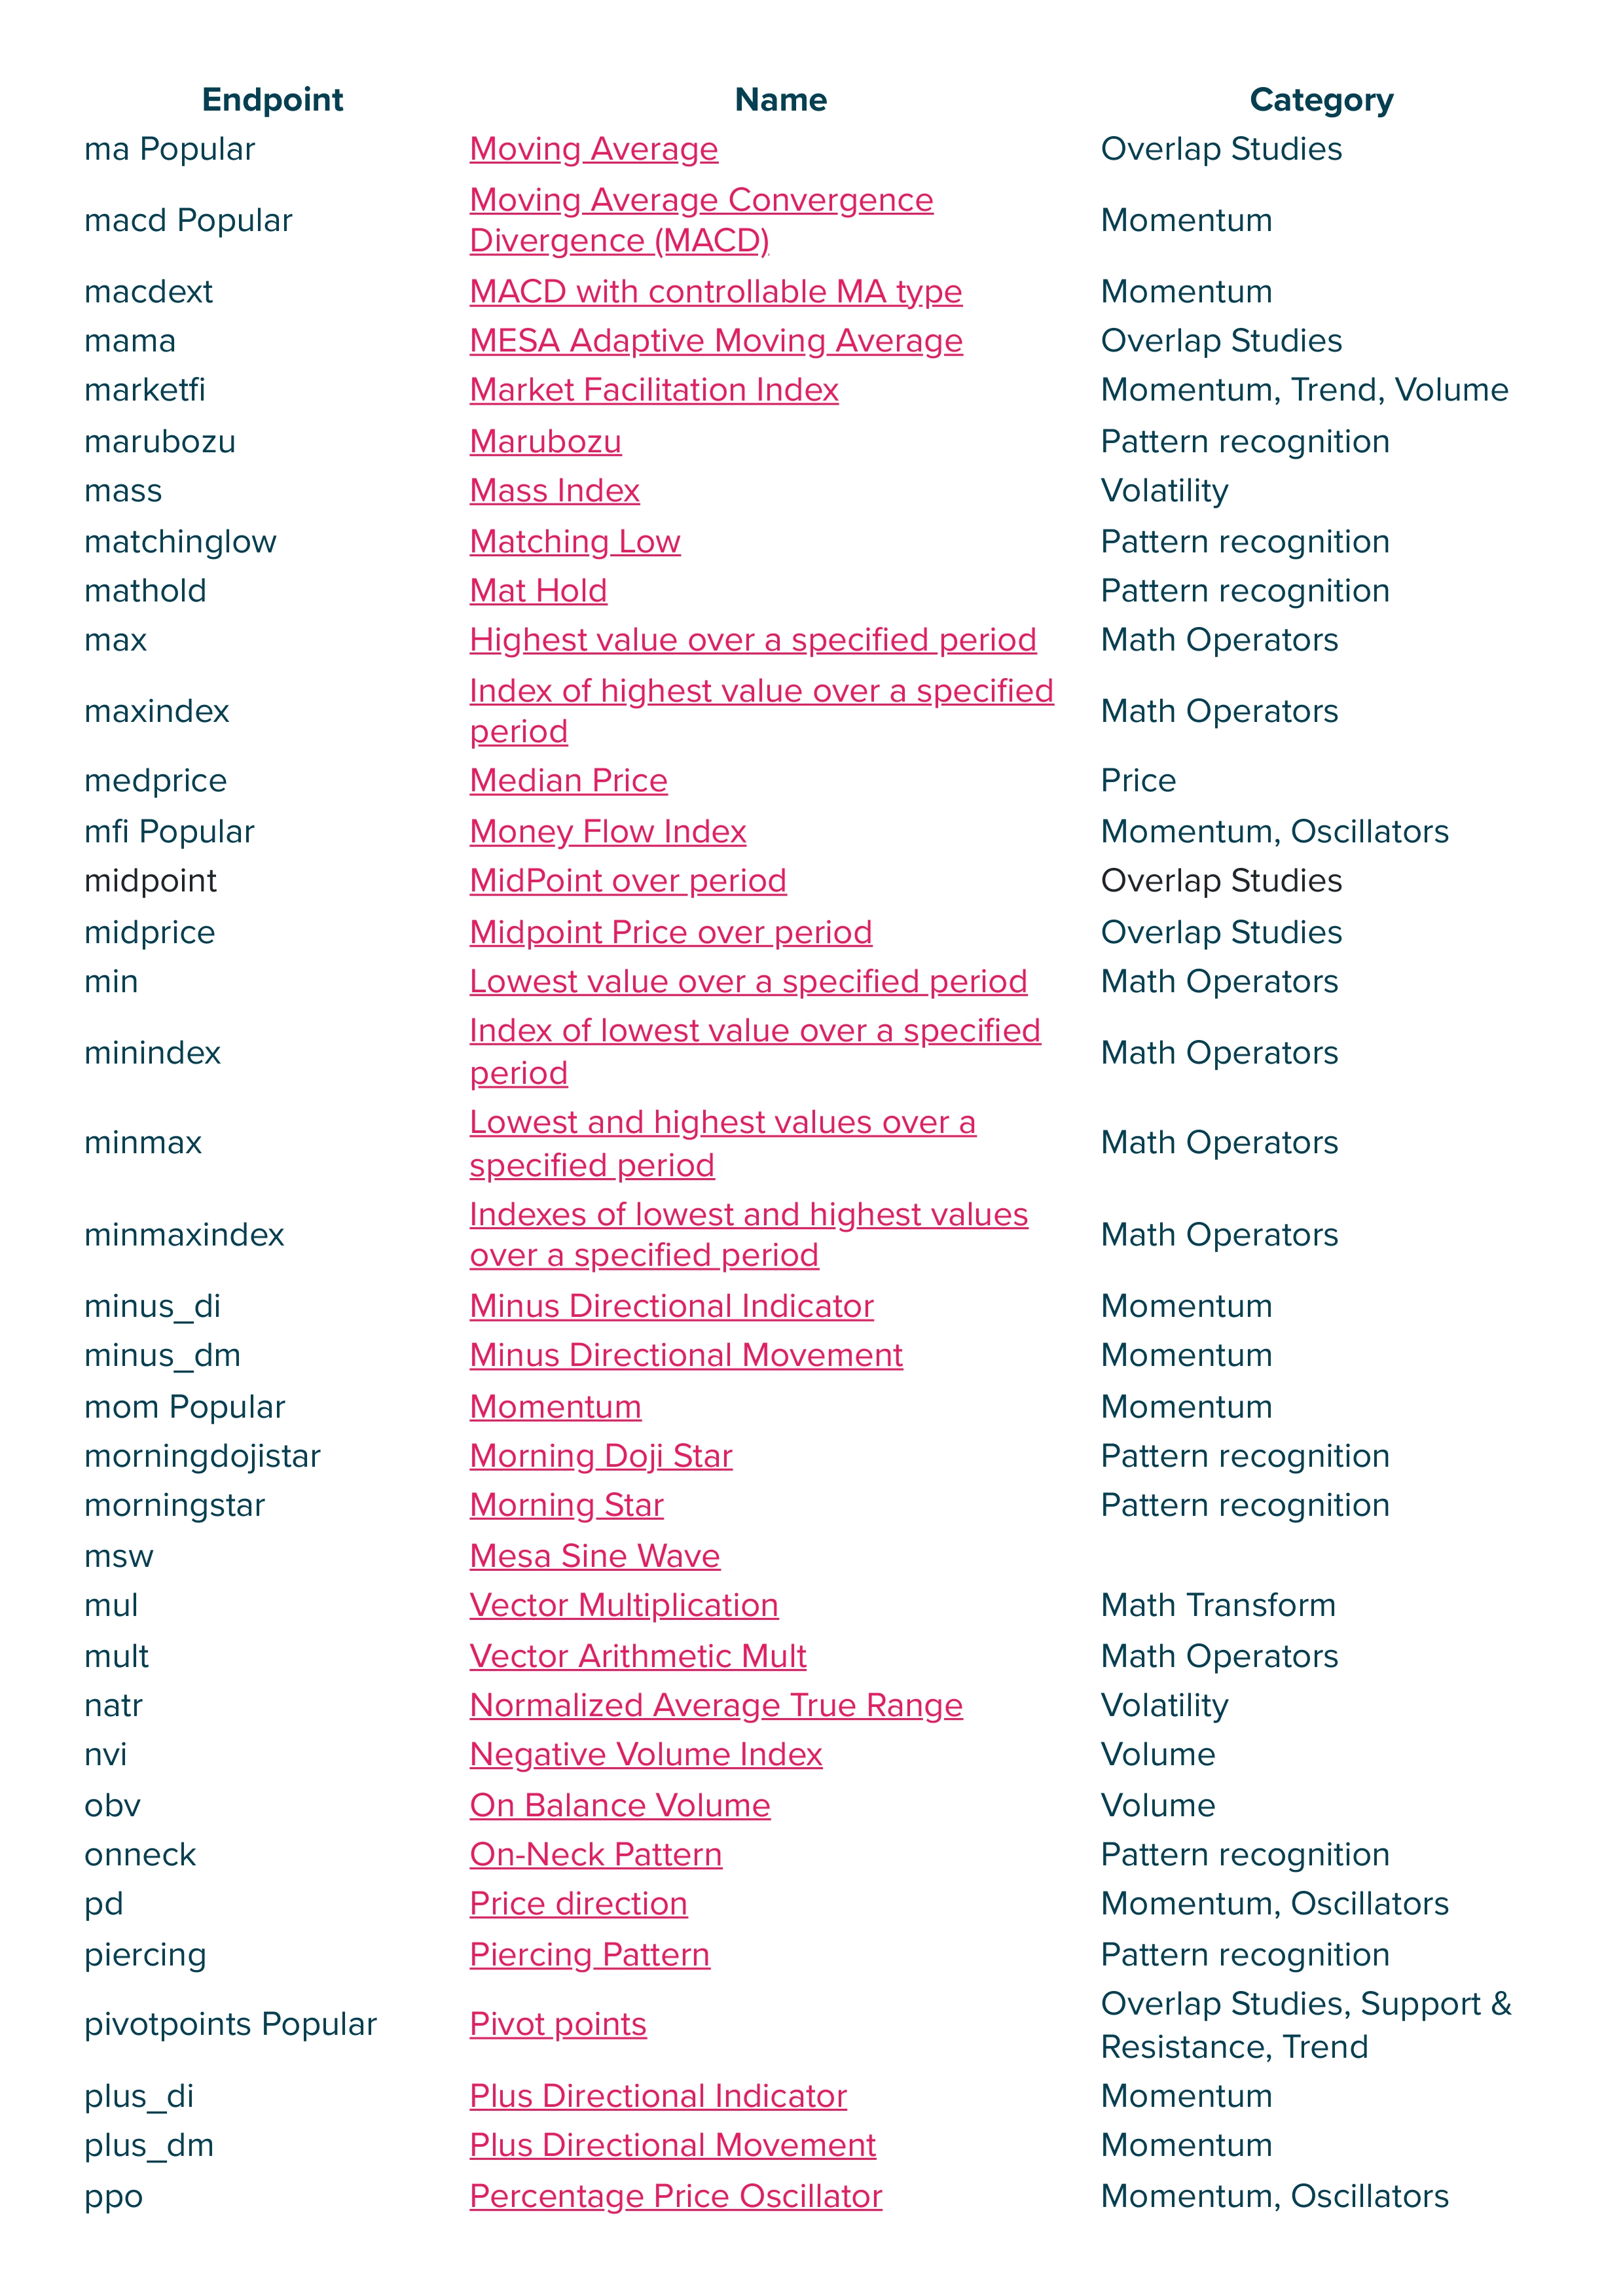 Endpoint Name Category
ma Popular Moving Average Overlap Studies
macd Popular Moving Average Convergence Divergence (MACD) Momentum
macdext MACD with controllable MA type Momentum
mama MESA Adaptive Moving Average Overlap Studies
marketfi Market Facilitation Index Momentum, Trend, Volume
marubozu Marubozu Pattern recognition
mass Mass Index Volatility
matchinglow Matching Low Pattern recognition
mathold Mat Hold Pattern recognition
max Highest value over a specified period Math Operators
maxindex Index of highest value over a specified period Math Operators
medprice Median Price Price
mfi Popular Money Flow Index Momentum, Oscillators
midpoint MidPoint over period Overlap Studies
midprice Midpoint Price over period Overlap Studies
min Lowest value over a specified period Math Operators
minindex Index of lowest value over a specified period Math Operators
minmax Lowest and highest values over a specified period Math Operators
minmaxindex Indexes of lowest and highest values over a specified period Math Operators
minus_di Minus Directional Indicator Momentum
minus_dm Minus Directional Movement Momentum
mom Popular Momentum Momentum
morningdojistar Morning Doji Star Pattern recognition
morningstar Morning Star Pattern recognition
msw Mesa Sine Wave
mul Vector Multiplication Math Transform
mult Vector Arithmetic Mult Math Operators
natr Normalized Average True Range Volatility
nvi Negative Volume Index Volume
obv On Balance Volume Volume
onneck On-Neck Pattern Pattern recognition
pd Price direction Momentum, Oscillators
piercing Piercing Pattern Pattern recognition
pivotpoints Popular Pivot points Overlap Studies, Support & Resistance, Trend
plus_di Plus Directional Indicator Momentum
plus_dm Plus Directional Movement Momentum
ppo Percentage Price Oscillator Momentum, Oscillators